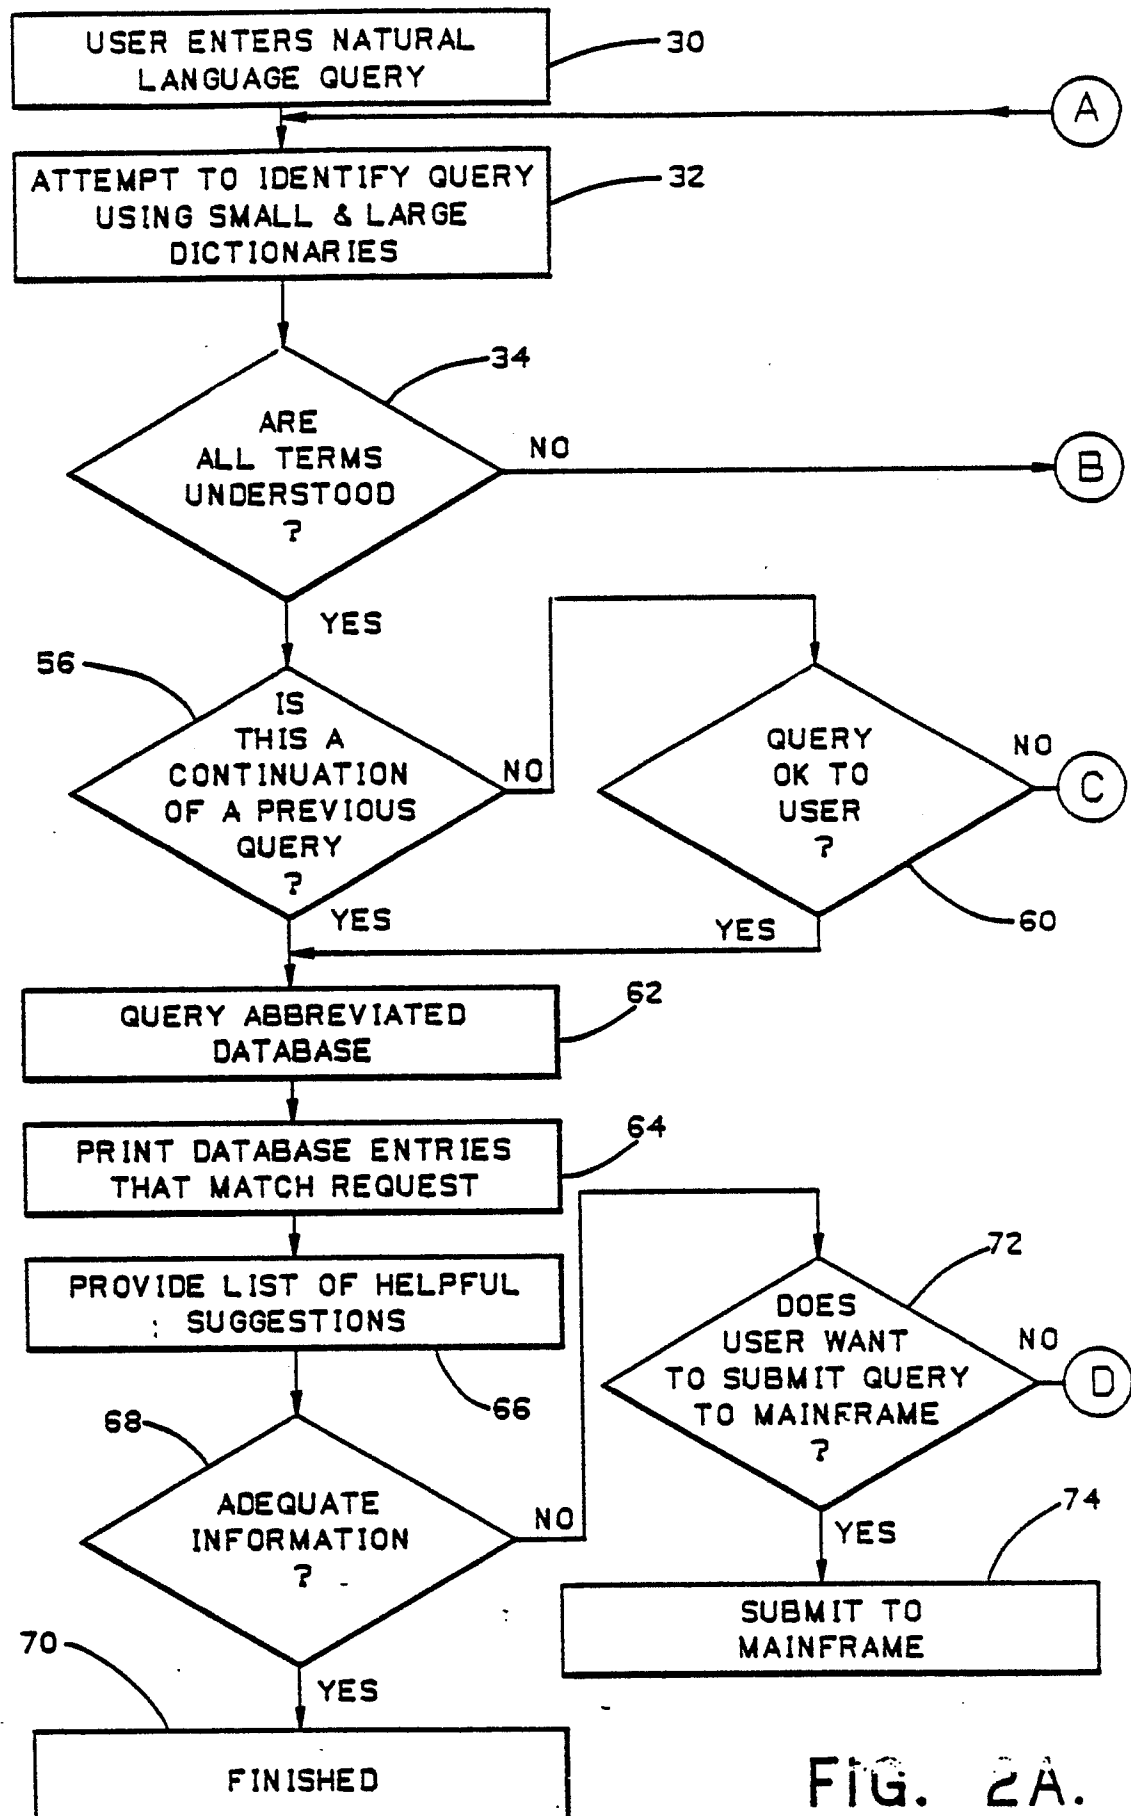 USER ENTERS NATURAL
LANGUAGE QUERY
30
A
ATTEMPT TO IDENTIFY QUERY
USING SMALL & LARGE
DICTIONARIES
32
34
ARE
ALL TERMS
UNDERSTOOD
?
NO
B
YES
56
IS
THIS A
CONTINUATION
OF A PREVIOUS
QUERY
?
NO
YES
QUERY
OK TO
USER
?
NO
C
60
YES
QUERY ABBREVIATED
DATABASE
62
PRINT DATABASE ENTRIES
THAT MATCH REQUEST
64
PROVIDE LIST OF HELPFUL
SUGGESTIONS
66
68
ADEQUATE
INFORMATION
?
NO
72
DOES
USER WANT
TO SUBMIT QUERY
TO MAINFRAME
?
NO
D
YES
74
SUBMIT TO
MAINFRAME
70
YES
FINISHED
FIG. 2A.